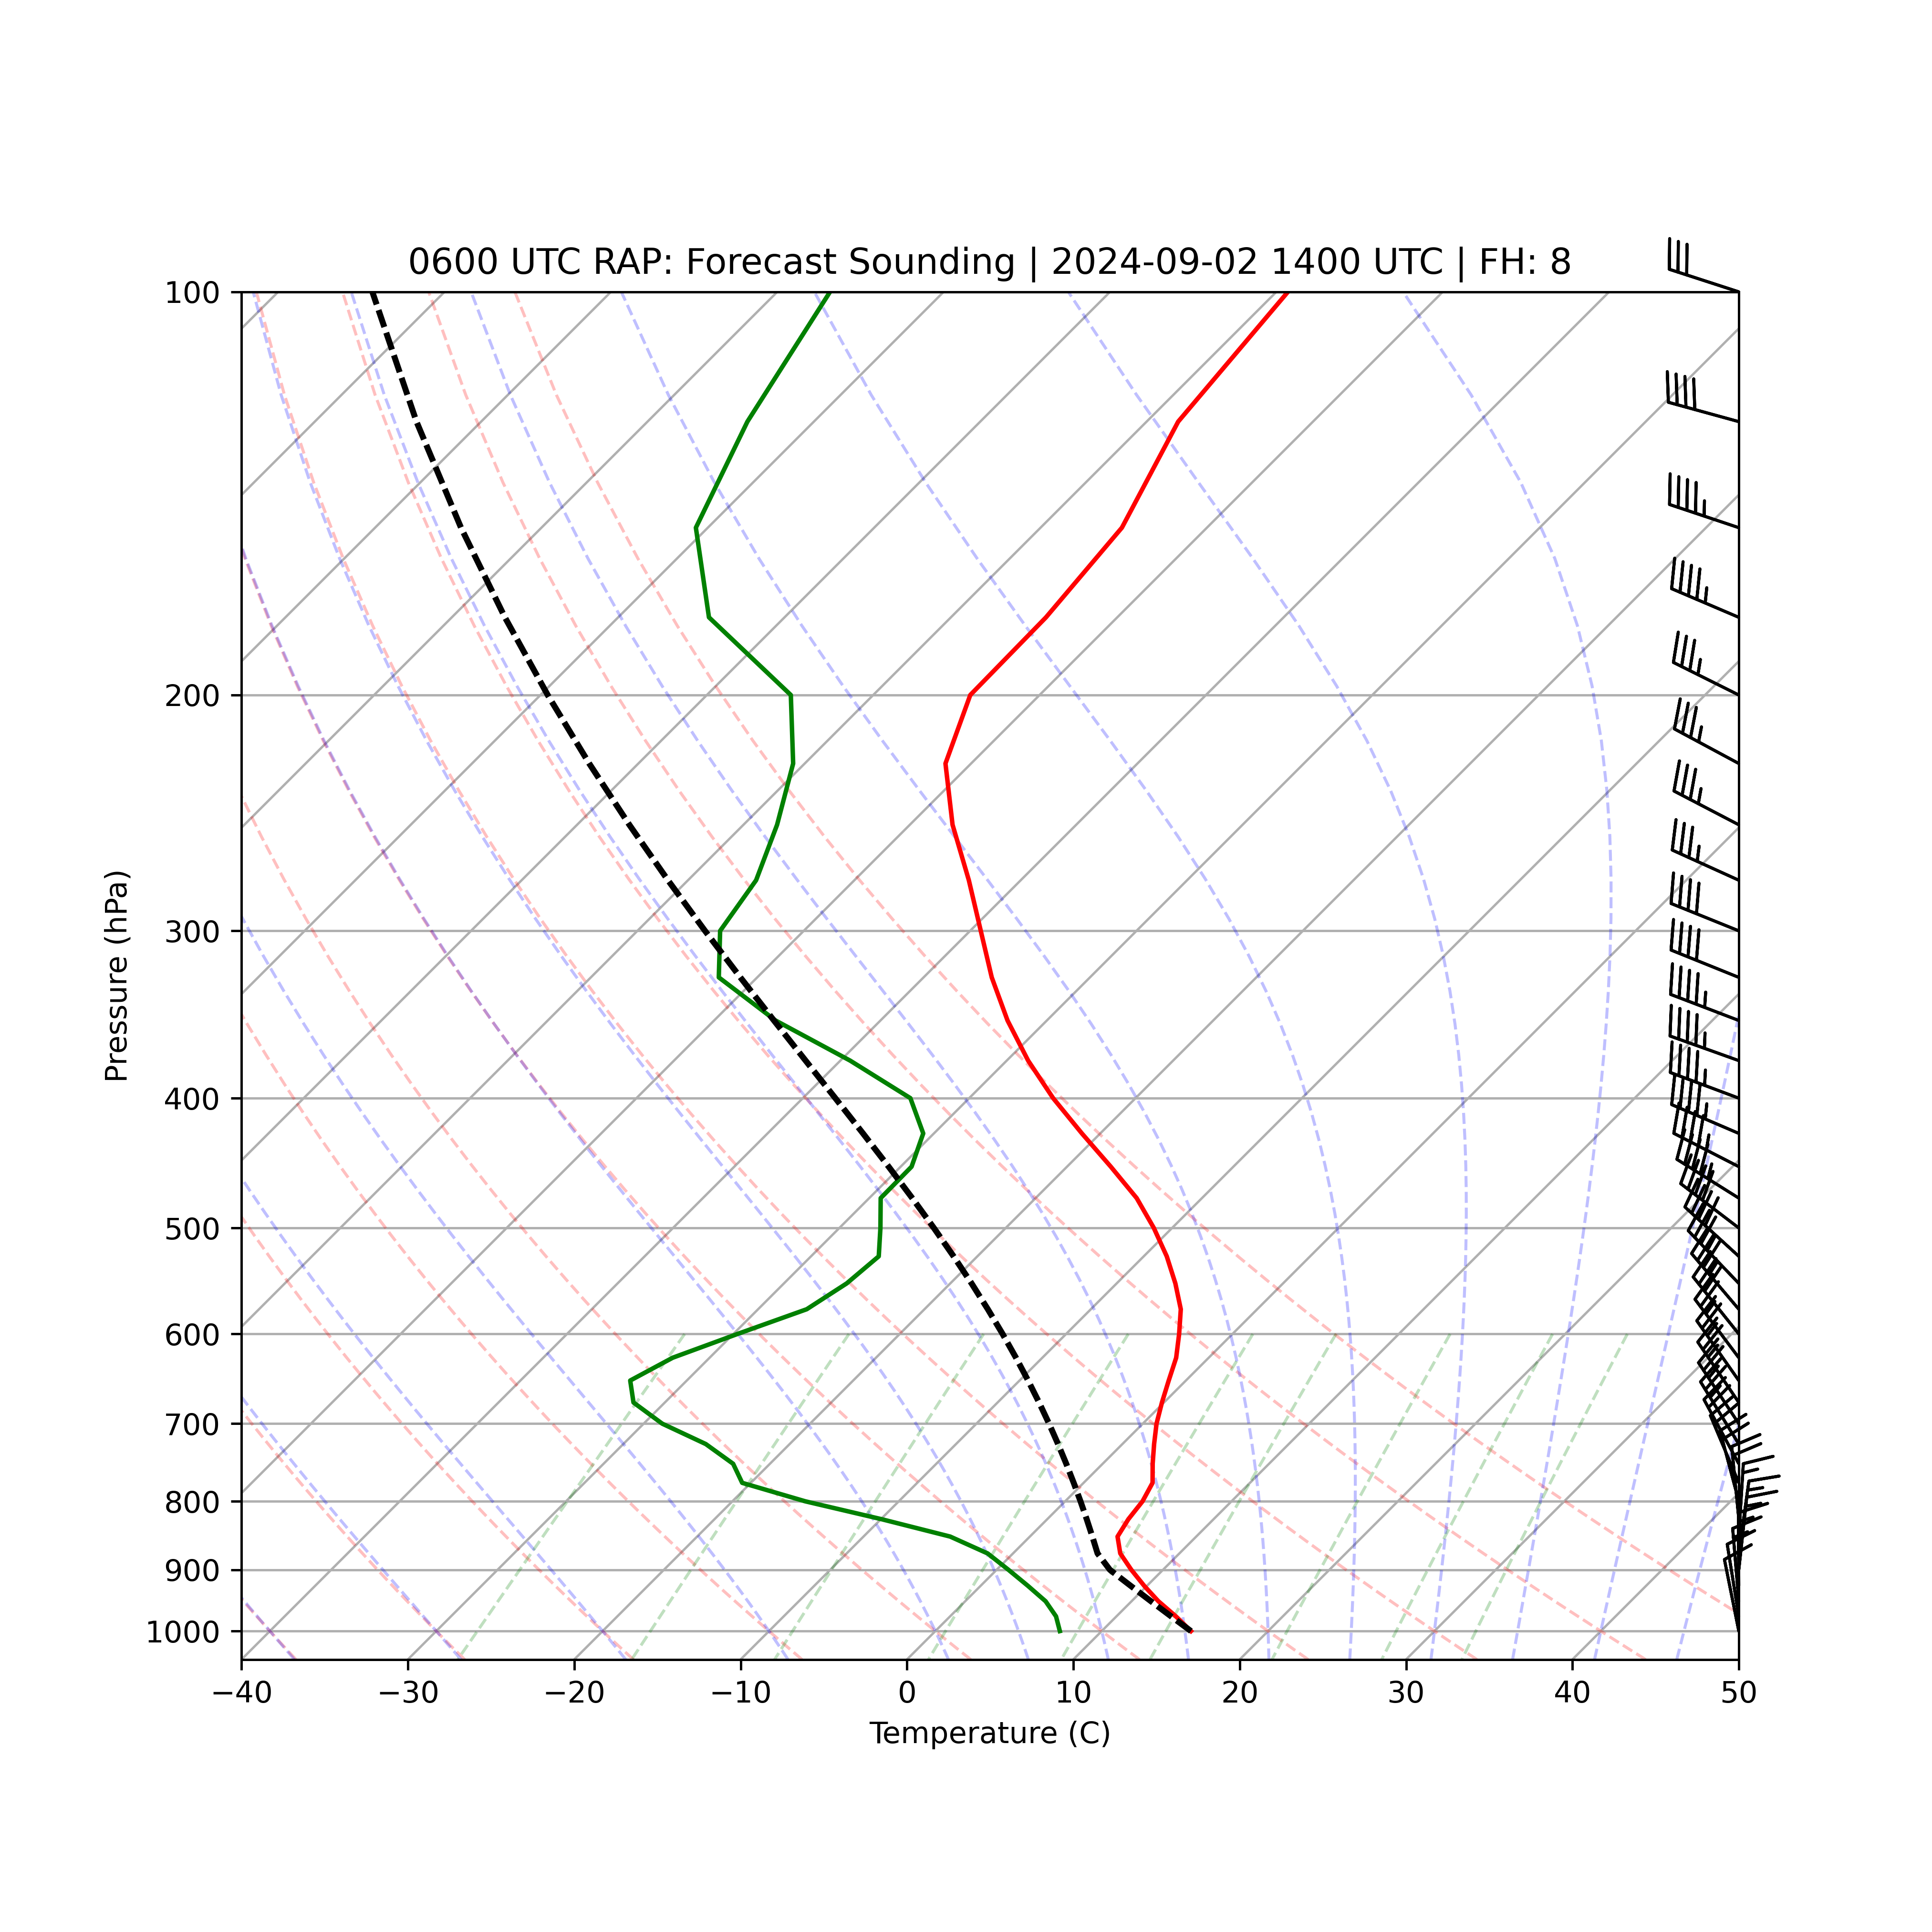 0600 UTC RAP: Forecast Sounding | 2024-09-02 1400 UTC | FH: 8
100
200
300
400
500
600
700
800
900
1000
Pressure (hPa)
−40 −30 −20 −10 0 10 20 30 40 50
Temperature (C)